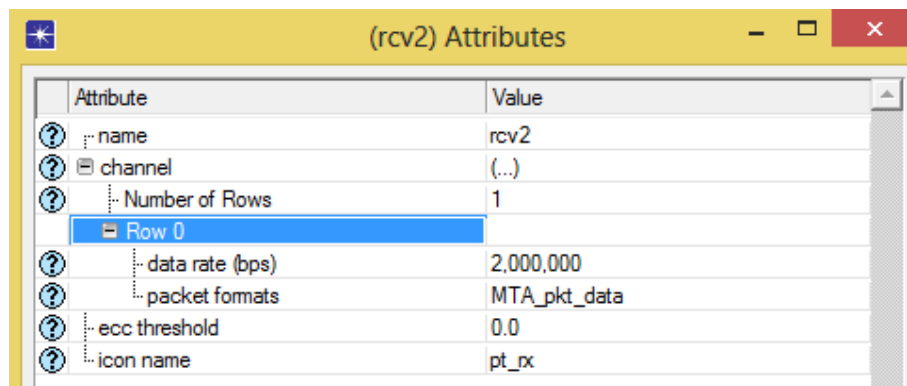 (rcv2) Attributes
Attribute Value
name rcv2
channel (...)
Number of Rows 1
Row 0
data rate (bps) 2,000,000
packet formats MTA_pkt_data
ecc threshold 0.0
icon name pt_rx